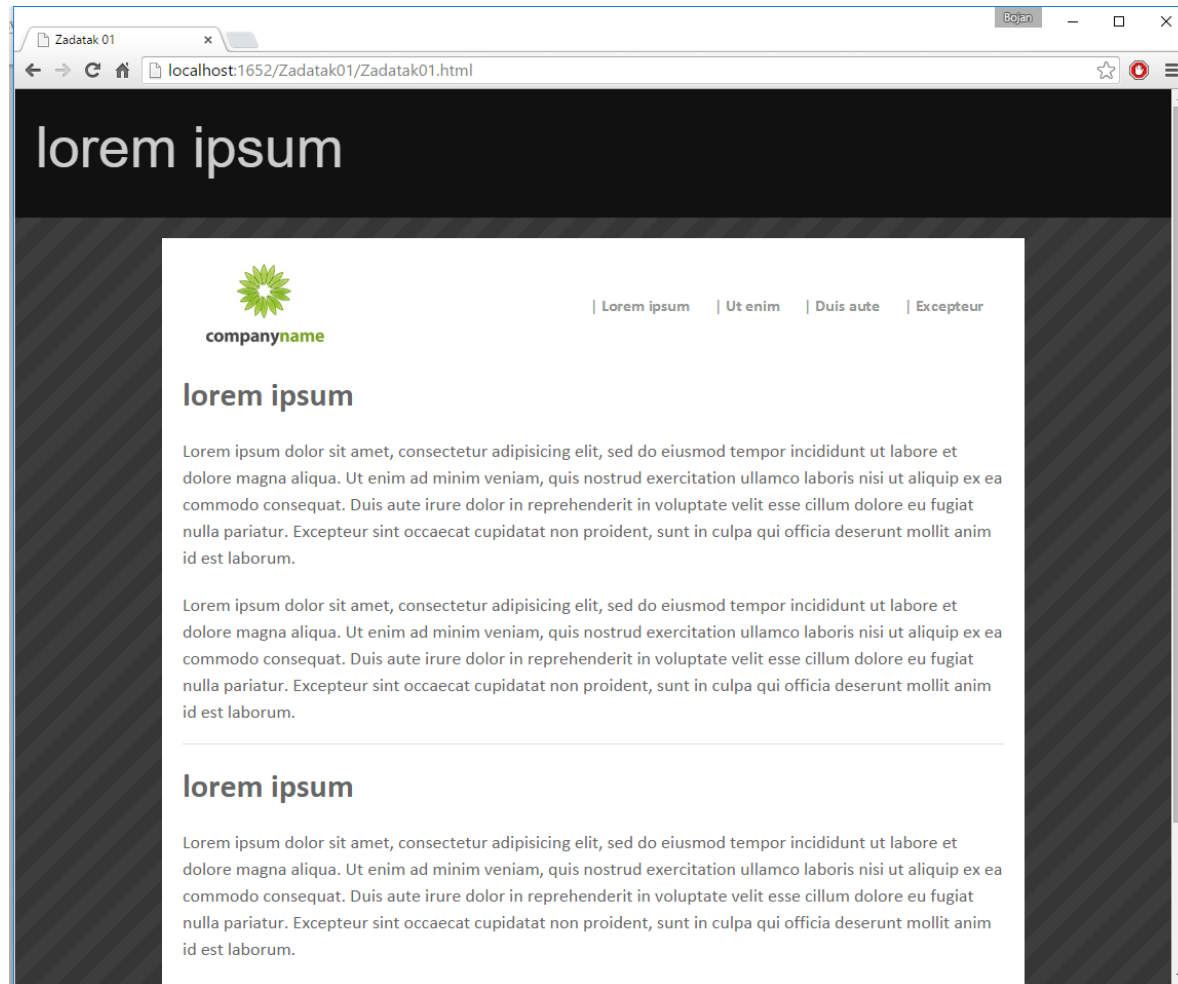 Bojan
Zadatak 01
localhost:1652/Zadatak01/Zadatak01.html
lorem ipsum
companyname
| Lorem ipsum | Ut enim | Duis aute | Excepteur
lorem ipsum
Lorem ipsum dolor sit amet, consectetur adipisicing elit, sed do eiusmod tempor incididunt ut labore et
dolore magna aliqua. Ut enim ad minim veniam, quis nostrud exercitation ullamco laboris nisi ut aliquip ex ea
commodo consequat. Duis aute irure dolor in reprehenderit in voluptate velit esse cillum dolore eu fugiat
nulla pariatur. Excepteur sint occaecat cupidatat non proident, sunt in culpa qui officia deserunt mollit anim
id est laborum.
Lorem ipsum dolor sit amet, consectetur adipisicing elit, sed do eiusmod tempor incididunt ut labore et
dolore magna aliqua. Ut enim ad minim veniam, quis nostrud exercitation ullamco laboris nisi ut aliquip ex ea
commodo consequat. Duis aute irure dolor in reprehenderit in voluptate velit esse cillum dolore eu fugiat
nulla pariatur. Excepteur sint occaecat cupidatat non proident, sunt in culpa qui officia deserunt mollit anim
id est laborum.
lorem ipsum
Lorem ipsum dolor sit amet, consectetur adipisicing elit, sed do eiusmod tempor incididunt ut labore et
dolore magna aliqua. Ut enim ad minim veniam, quis nostrud exercitation ullamco laboris nisi ut aliquip ex ea
commodo consequat. Duis aute irure dolor in reprehenderit in voluptate velit esse cillum dolore eu fugiat
nulla pariatur. Excepteur sint occaecat cupidatat non proident, sunt in culpa qui officia deserunt mollit anim
id est laborum.